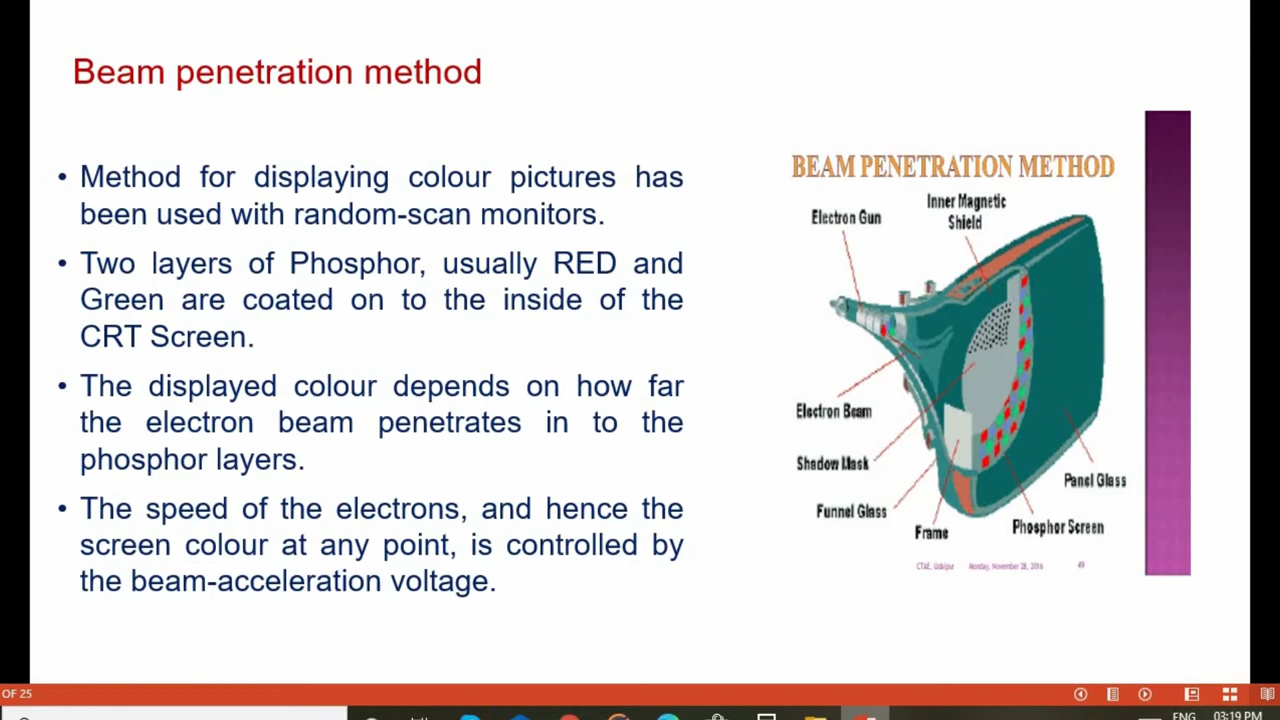 Beam penetration method
• Method for displaying colour pictures has
been used with random-scan monitors.
• Two layers of Phosphor, usually RED and
Green are coated on to the inside of the
CRT Screen.
• The displayed colour depends on how far
the electron beam penetrates in to the
phosphor layers.
• The speed of the electrons, and hence the
screen colour at any point, is controlled by
the beam-acceleration voltage.
BEAM PENETRATION METHOD
Inner Magnetic
Shield
Electron Gun
Electron Beam
Shadow Mask
Funnel Glass
Frame
Panel Glass
Phosphor Screen
CTAE, Udaipur Monday, November 28, 2016 49
OF 25
ENG 03:19 PM